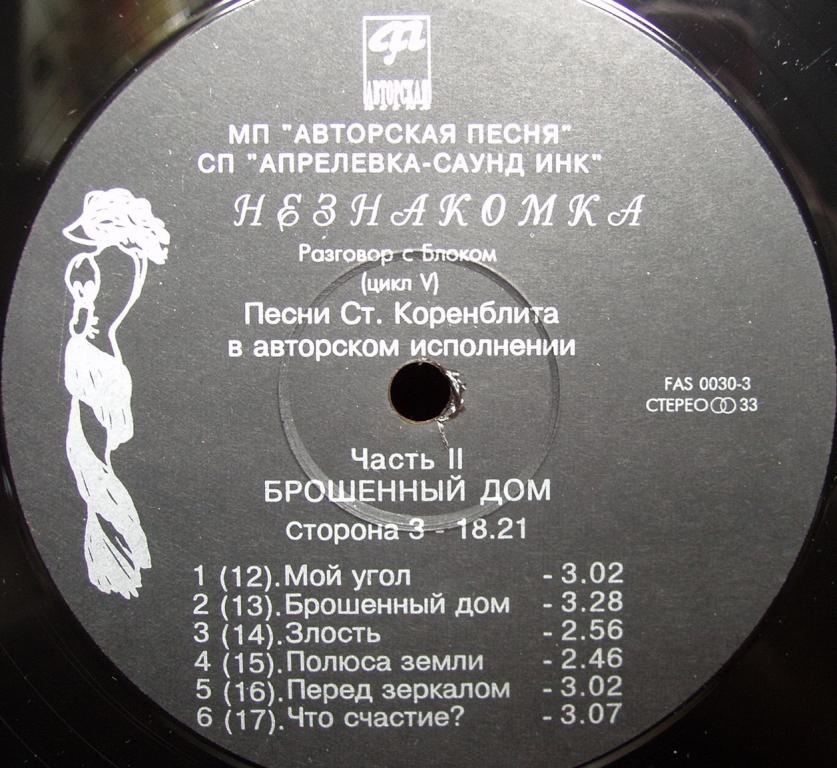 АВТОРСКАЯ
МП "АВТОРСКАЯ ПЕСНЯ"
СП "АПРЕЛЕВКА-САУНД ИНК"
НЕЗНАКОМКА
Разговор с Блоком
(цикл V)
Песни Ст. Коренблита
в авторском исполнении
FAS 0030-3
СТЕРЕО 33
Часть II
БРОШЕННЫЙ ДОМ
Сторона 3 - 18.21
1 (12). Мой угол - 3.02
2 (13). Брошенный дом - 3.28
3 (14). Злость - 2.56
4 (15). Полюса земли - 2.46
5 (16). Перед зеркалом - 3.02
6 (17). Что счастие? - 3.07